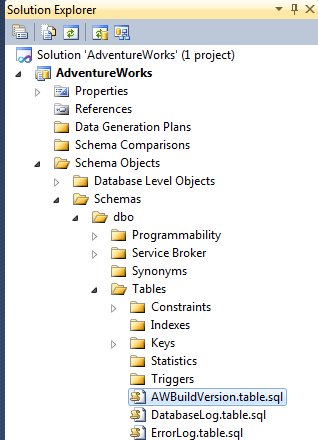 Solution Explorer
Solution 'AdventureWorks' (1 project)
AdventureWorks
Properties
References
Data Generation Plans
Schema Comparisons
Schema Objects
Database Level Objects
Schemas
dbo
Programmability
Service Broker
Synonyms
Tables
Constraints
Indexes
Keys
Statistics
Triggers
AWBuildVersion.table.sql
DatabaseLog.table.sql
ErrorLog.table.sql